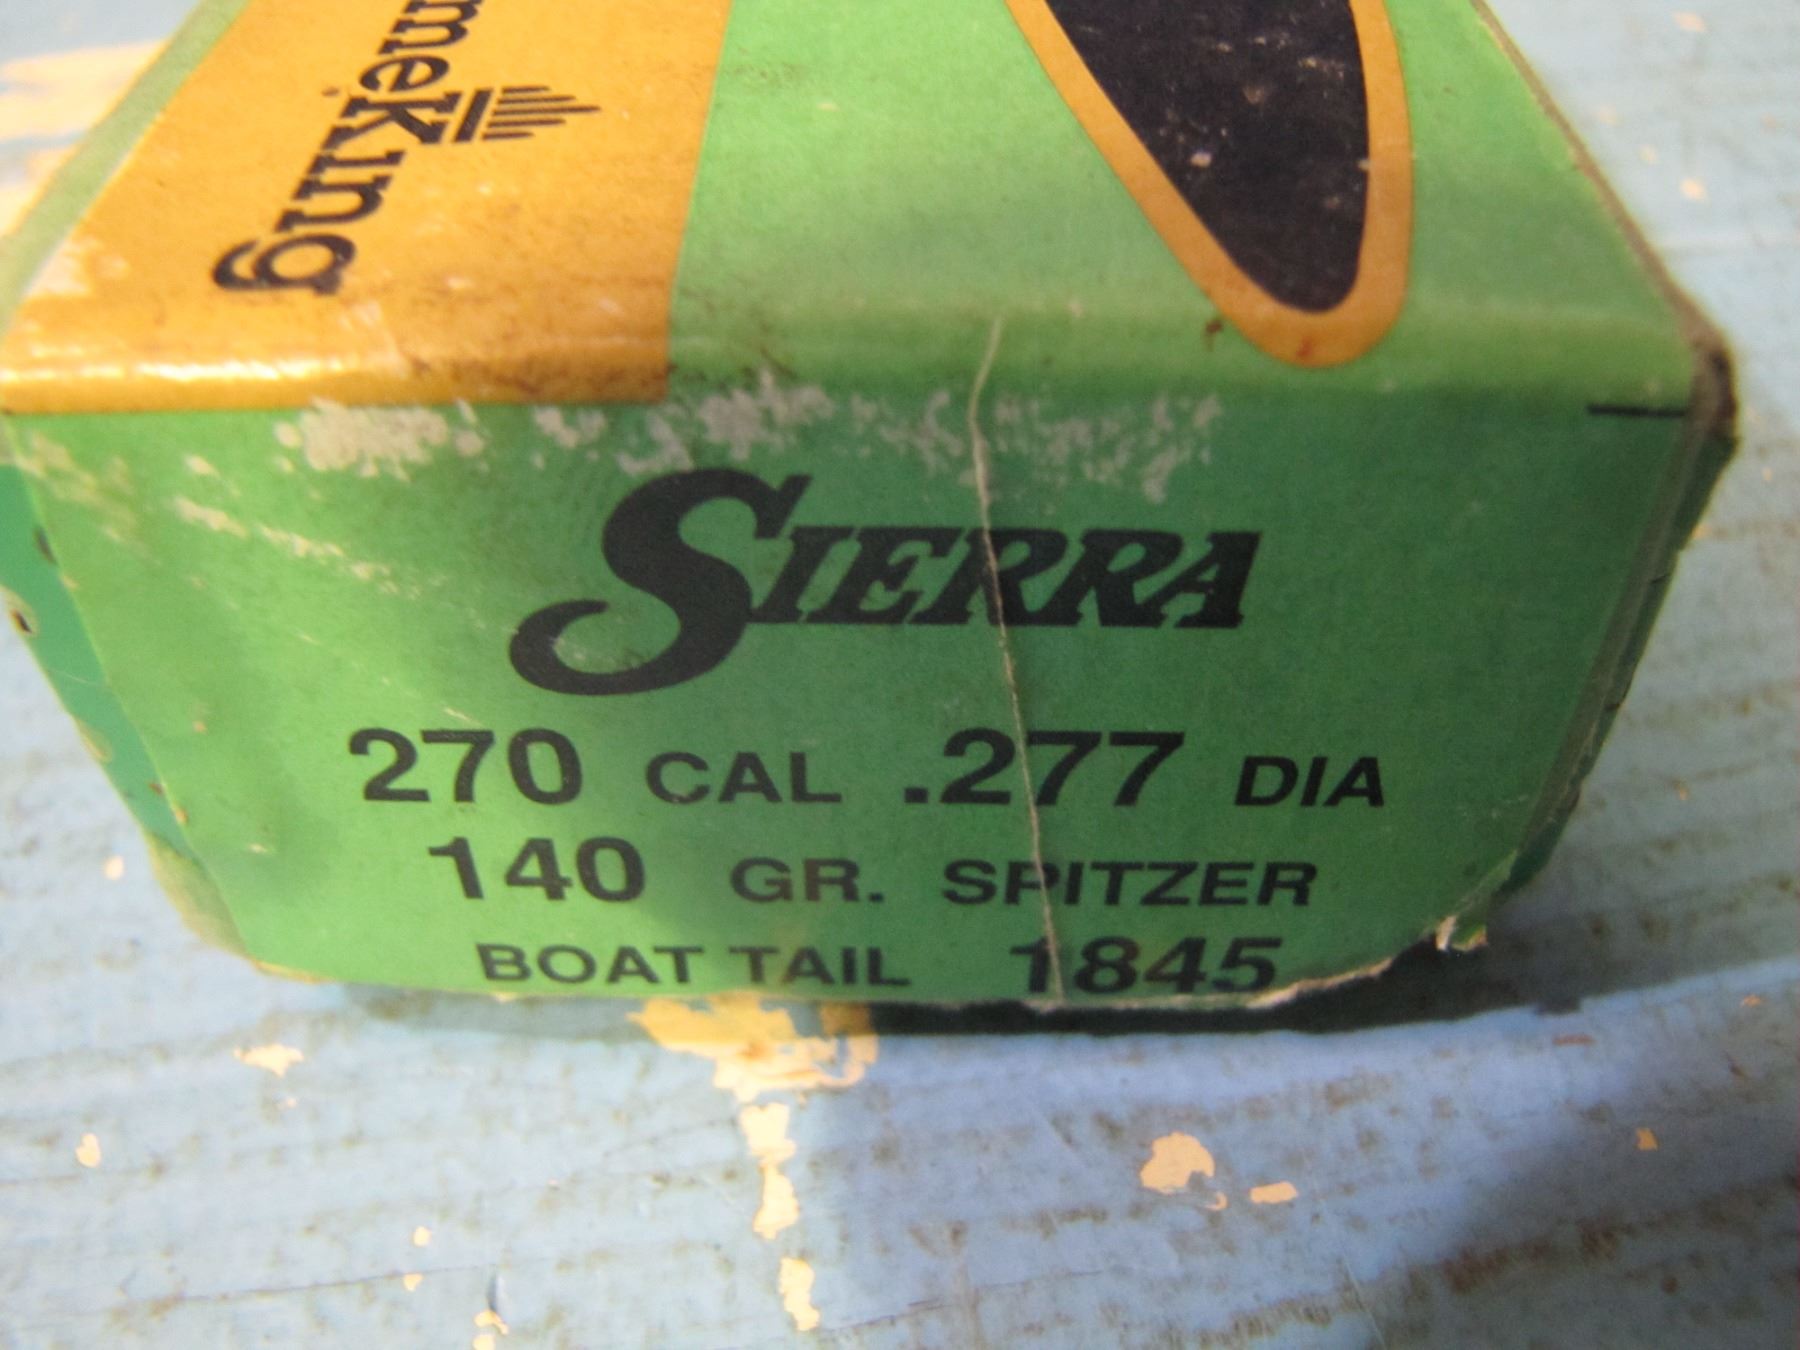 meKing
SIERRA
270 CAL .277 DIA
140 GR. SPITZER
BOAT TAIL 1845